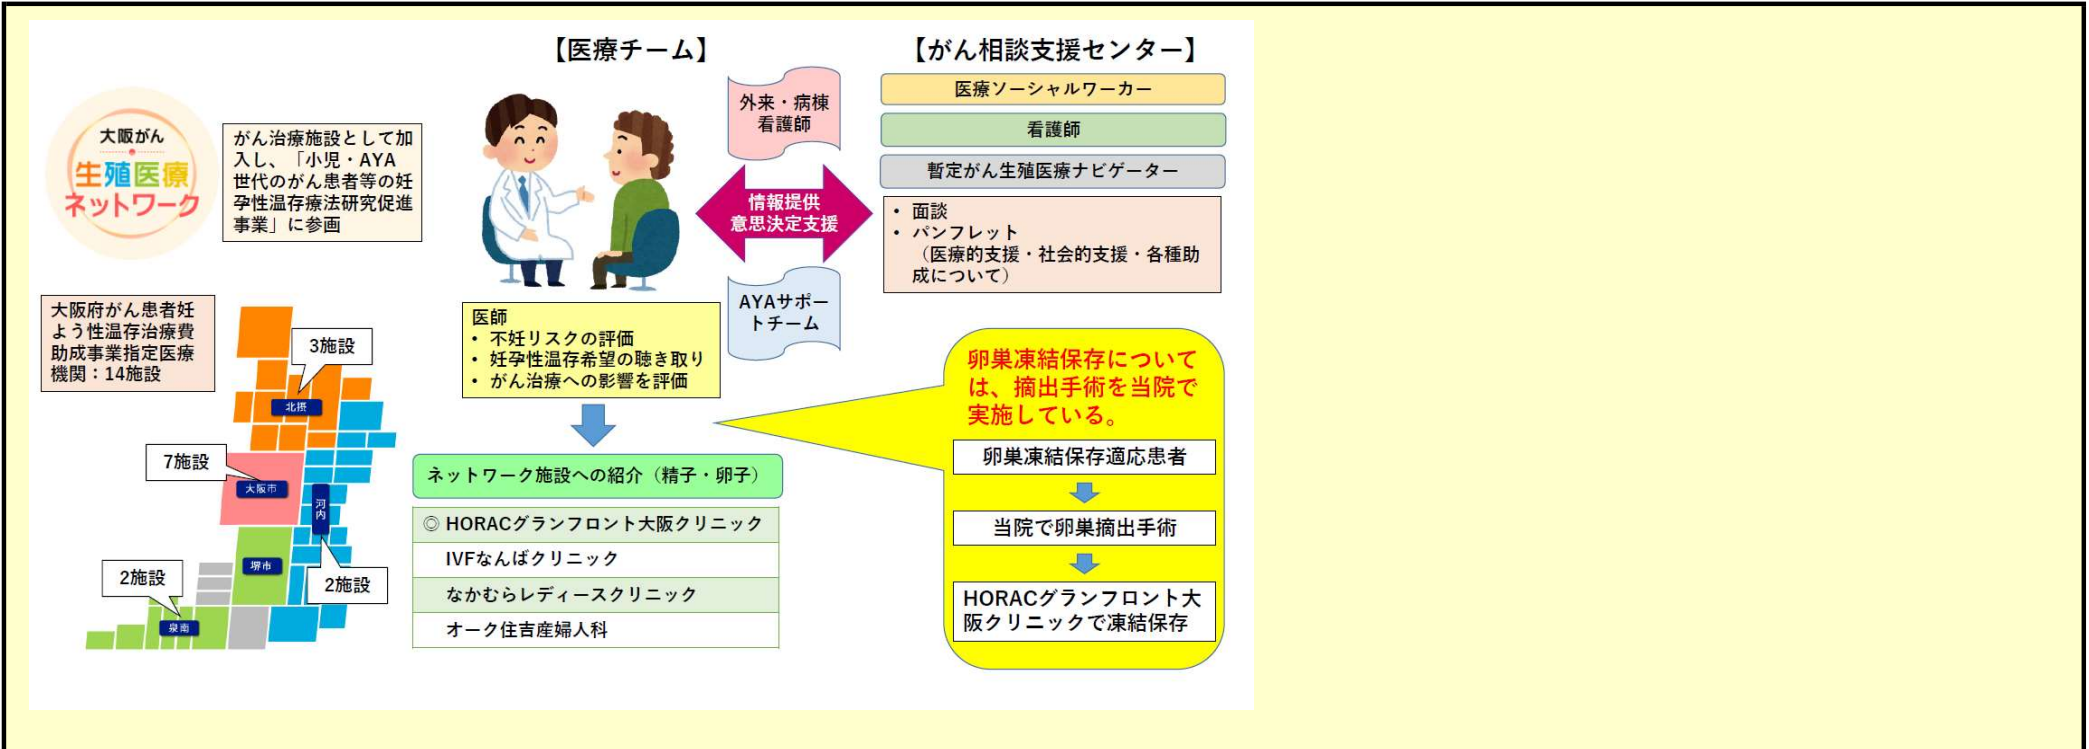 【医療チーム】
【がん相談支援センター】
大阪がん
生殖医療
ネットワーク
がん治療施設として加
入し、「小児・AYA
世代のがん患者等の妊
孕性温存療法研究促進
事業」に参画
外来・病棟
看護師
情報提供
意思決定支援
AYAサポー
トチーム
医療ソーシャルワーカー
看護師
暫定がん生殖医療ナビゲーター
• 面談
• パンフレット
（医療的支援・社会的支援・各種助
成について）
大阪府がん患者妊
よう性温存治療費
助成事業指定医療
機関：14施設
3施設
北摂
7施設
大阪市
河内
堺市
2施設
2施設
泉南
医師
• 不妊リスクの評価
• 妊孕性温存希望の聴き取り
• がん治療への影響を評価
ネットワーク施設への紹介（精子・卵子）
◎ HORACグランフロント大阪クリニック
IVFなんばクリニック
なかむらレディースクリニック
オーク住吉産婦人科
卵巣凍結保存について
は、摘出手術を当院で
実施している。
卵巣凍結保存適応患者
当院で卵巣摘出手術
HORACグランフロント大
阪クリニックで凍結保存